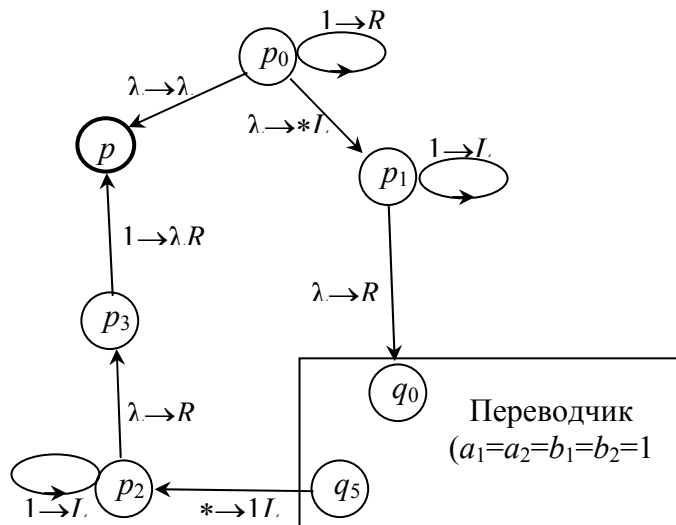 p₀
1→R
λ→λ
λ→*L
p
p₁
1→L
1→λR
λ→R
p₃
q₀
Переводчик
(a₁=a₂=b₁=b₂=1
λ→R
p₂
1→L
*→1L
q₅